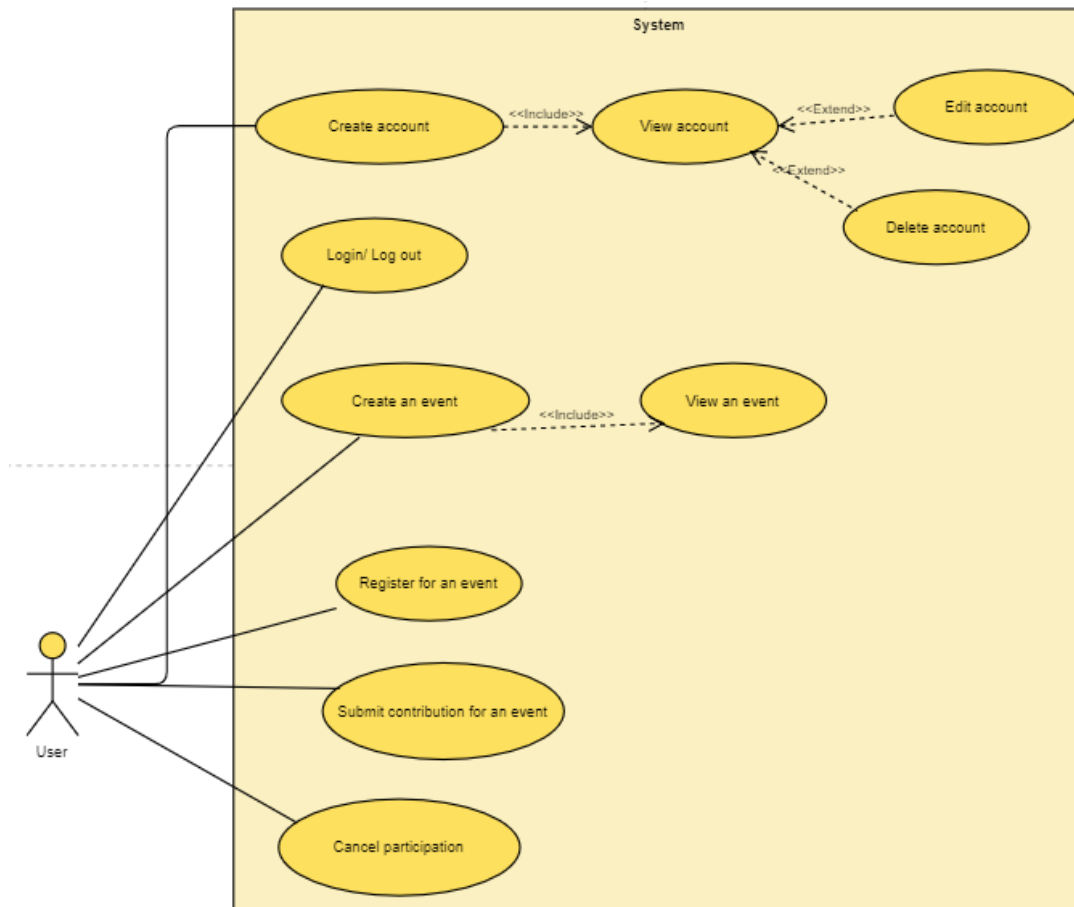 System
Create account
<<Include>>
View account
<<Extend>>
Edit account
<<Extend>>
Delete account
Login/ Log out
Create an event
<<Include>>
View an event
Register for an event
Submit contribution for an event
User
Cancel participation